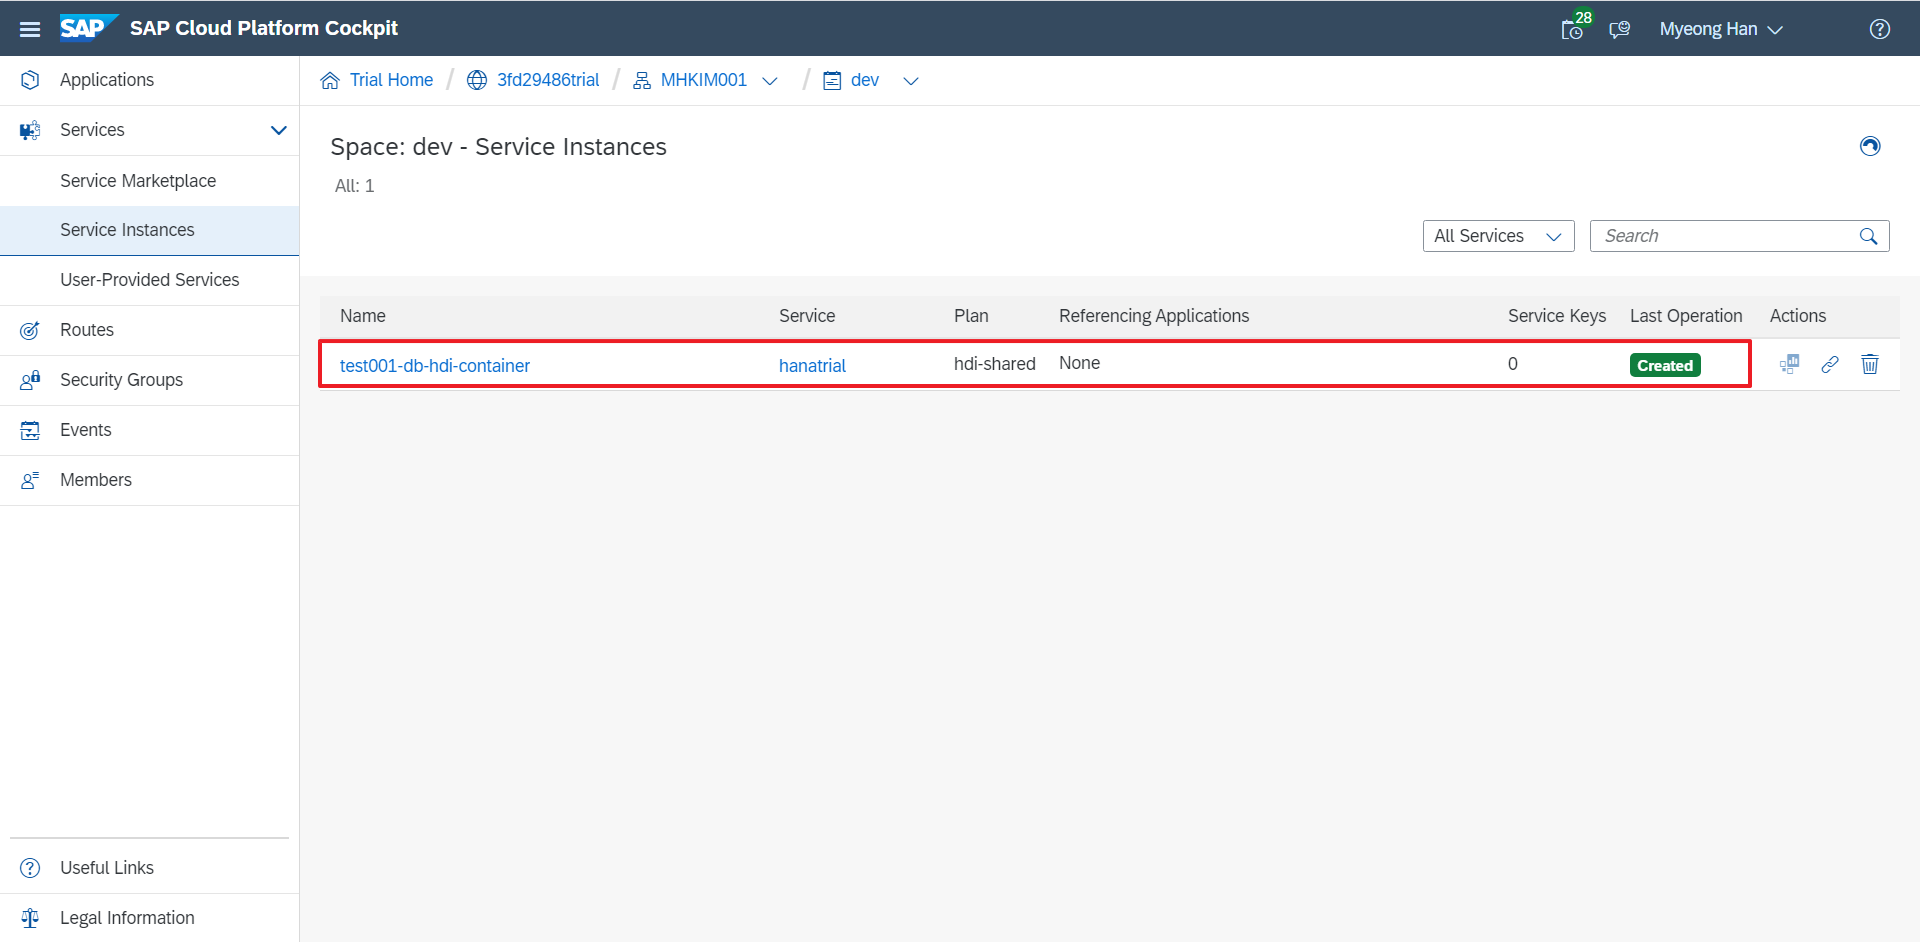 SAP SAP Cloud Platform Cockpit 28 Myeong Han
Applications
Services
Service Marketplace
Service Instances
User-Provided Services
Routes
Security Groups
Events
Members
Useful Links
Legal Information
Trial Home / 3fd29486trial / MHKIM001 / dev
Space: dev - Service Instances
All: 1
All Services Search
Name Service Plan Referencing Applications Service Keys Last Operation Actions
test001-db-hdi-container hanatrial hdi-shared None 0 Created